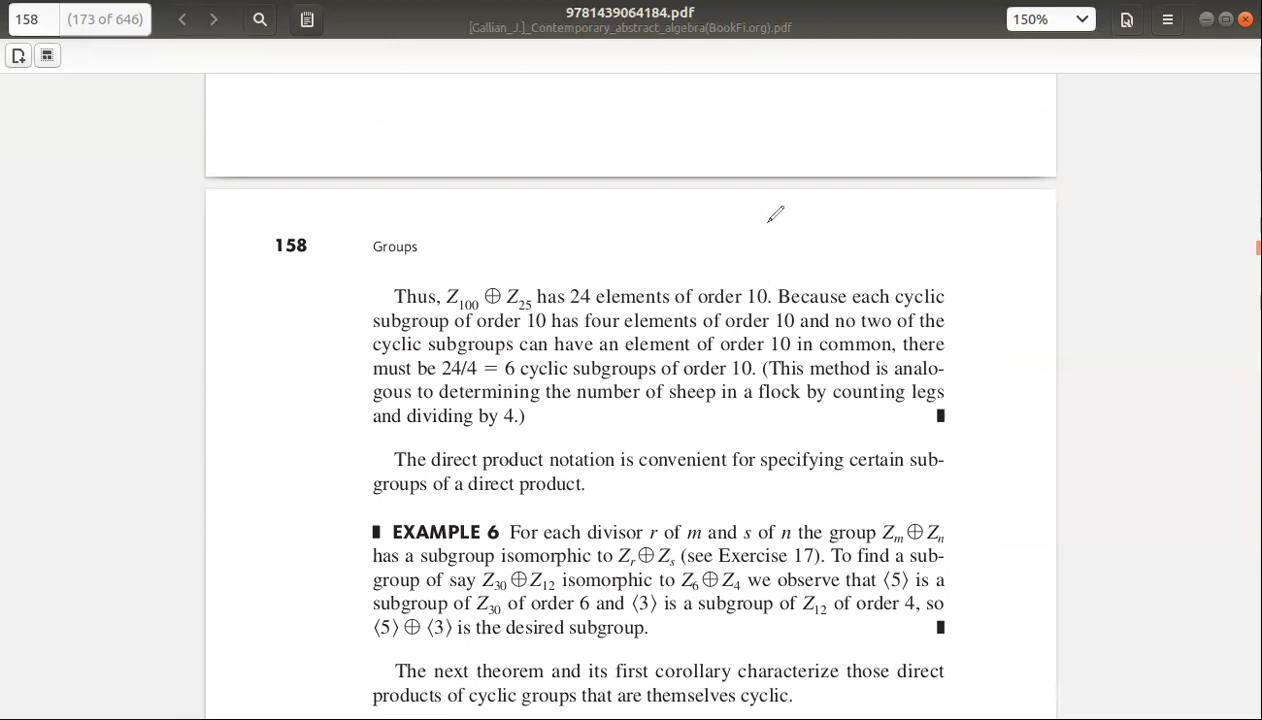 158 (173 of 646) 9781439064184.pdf 150%
[Gallian_J.]_Contemporary_abstract_algebra(BookFi.org).pdf
158 Groups
Thus, Z₁₀₀ ⊕ Z₂₅ has 24 elements of order 10. Because each cyclic
subgroup of order 10 has four elements of order 10 and no two of the
cyclic subgroups can have an element of order 10 in common, there
must be 24/4 = 6 cyclic subgroups of order 10. (This method is analo-
gous to determining the number of sheep in a flock by counting legs
and dividing by 4.)
The direct product notation is convenient for specifying certain sub-
groups of a direct product.
EXAMPLE 6 For each divisor r of m and s of n the group Zₘ ⊕ Zₙ
has a subgroup isomorphic to Zᵣ ⊕ Zₛ (see Exercise 17). To find a sub-
group of say Z₃₀ ⊕ Z₁₂ isomorphic to Z₆ ⊕ Z₄ we observe that ⟨5⟩ is a
subgroup of Z₃₀ of order 6 and ⟨3⟩ is a subgroup of Z₁₂ of order 4, so
⟨5⟩ ⊕ ⟨3⟩ is the desired subgroup.
The next theorem and its first corollary characterize those direct
products of cyclic groups that are themselves cyclic.